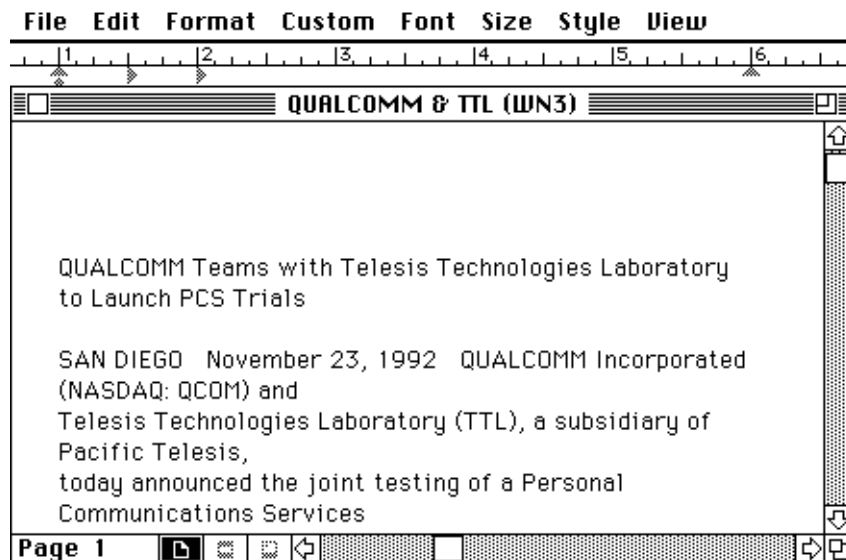 File Edit Format Custom Font Size Style View
1 2 3 4 5 6
QUALCOMM & TTL (WN3)
QUALCOMM Teams with Telesis Technologies Laboratory
to Launch PCS Trials
SAN DIEGO November 23, 1992 QUALCOMM Incorporated
(NASDAQ: QCOM) and
Telesis Technologies Laboratory (TTL), a subsidiary of
Pacific Telesis,
today announced the joint testing of a Personal
Communications Services
Page 1